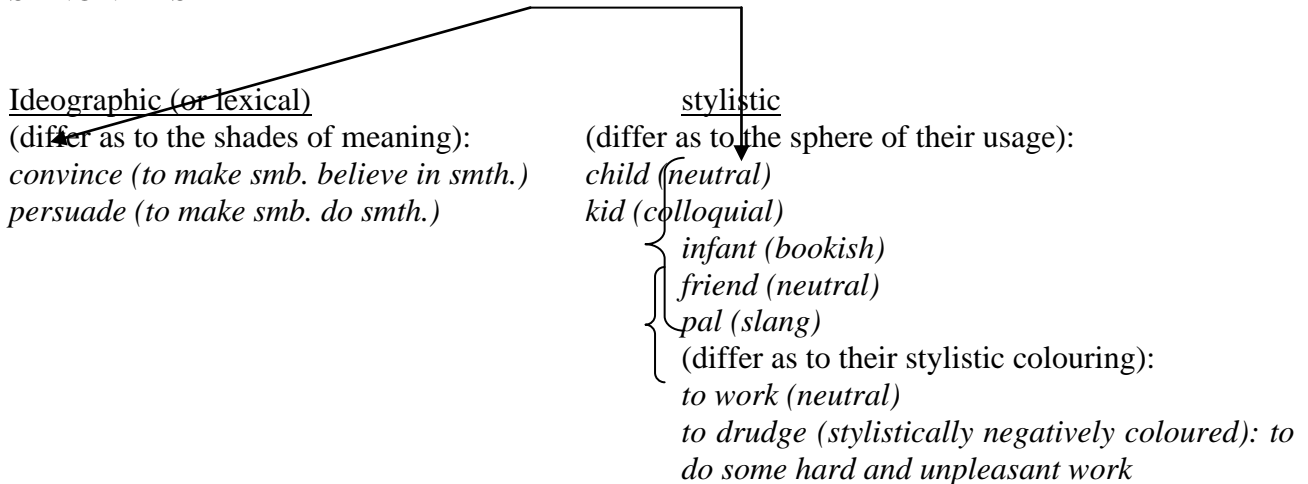 Ideographic (or lexical)
(differ as to the shades of meaning):
convince (to make smb. believe in smth.)
persuade (to make smb. do smth.)
stylistic
(differ as to the sphere of their usage):
child (neutral)
kid (colloquial)
infant (bookish)
friend (neutral)
pal (slang)
(differ as to their stylistic colouring):
to work (neutral)
to drudge (stylistically negatively coloured): to
do some hard and unpleasant work